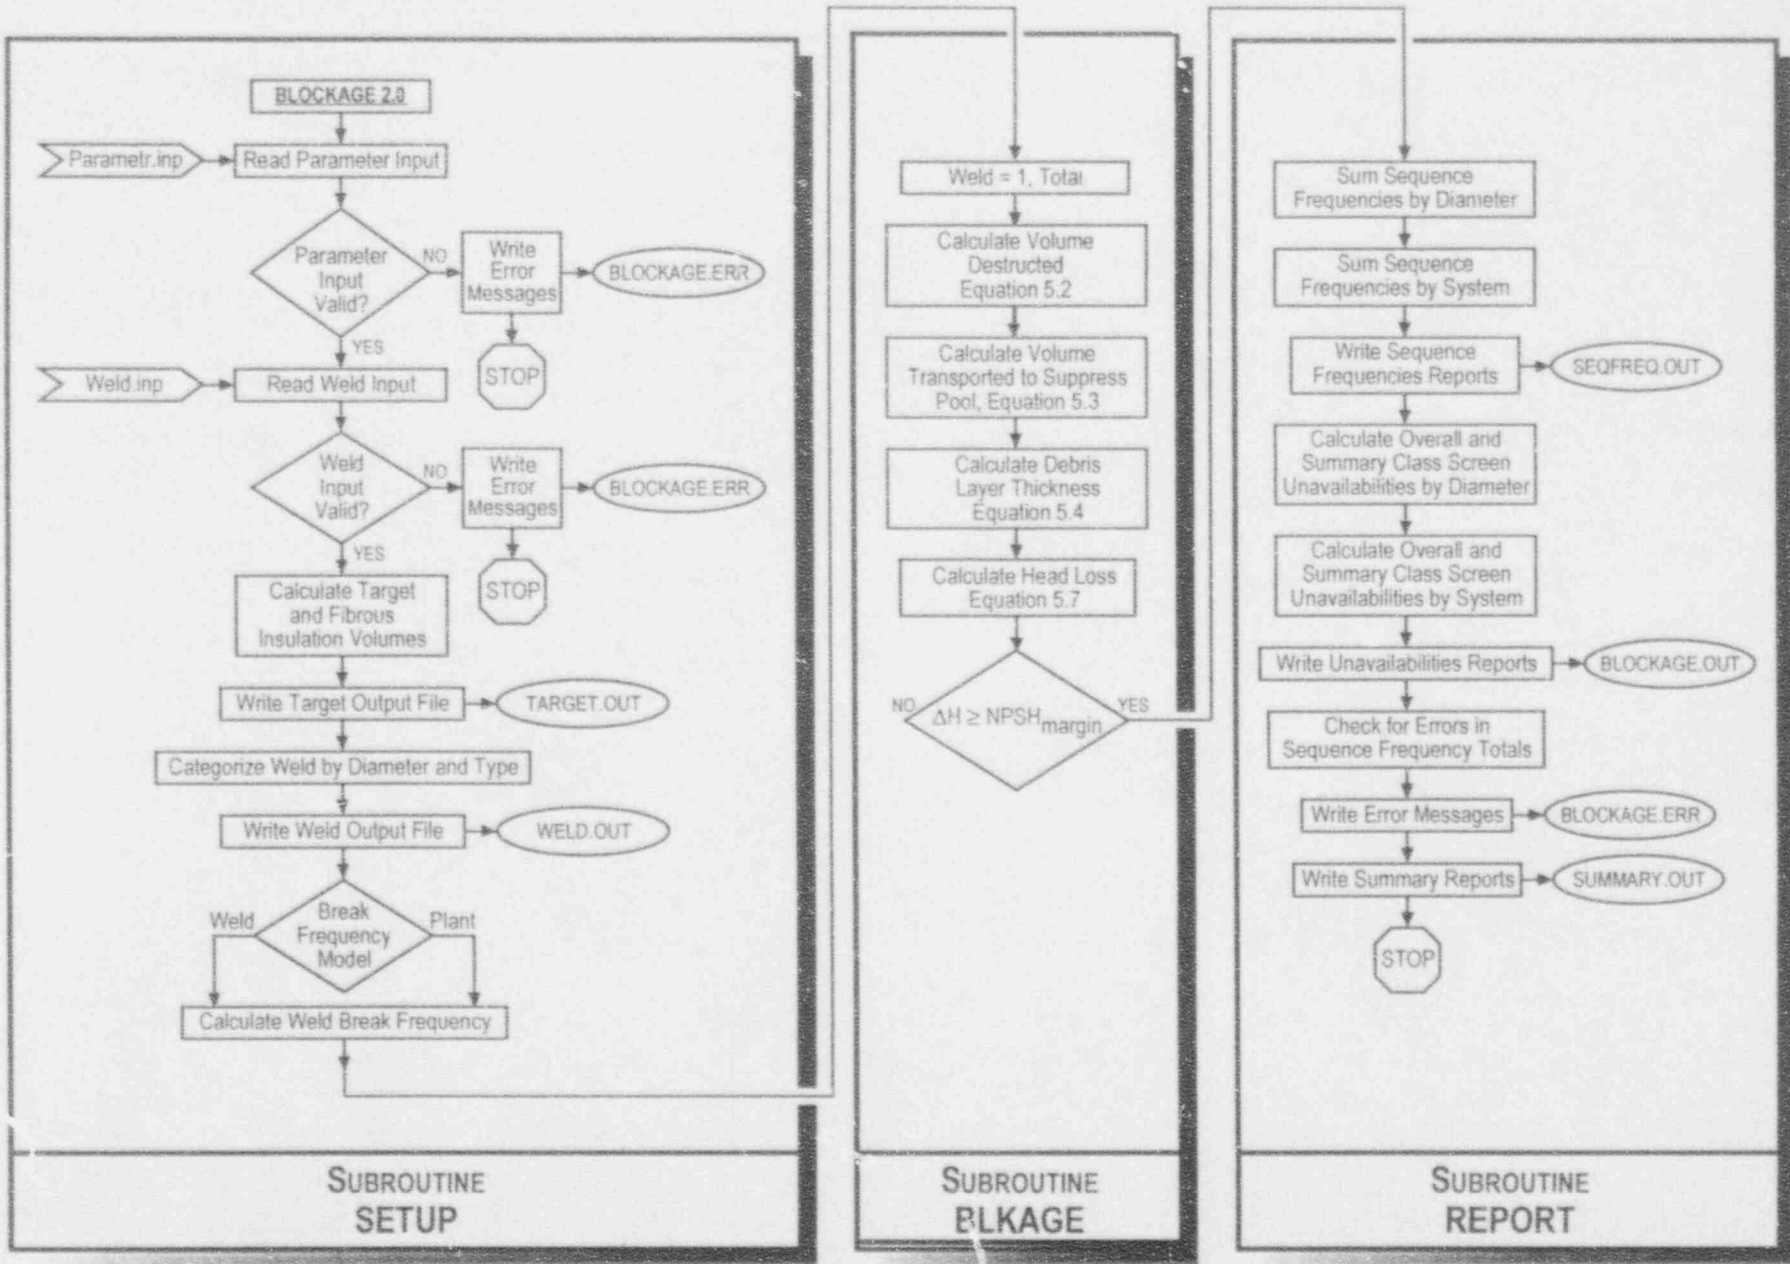 BLOCKAGE 2.0
Parametr.inp
Read Parameter Input
Parameter
Input
Valid?
NO
Write
Error
Messages
BLOCKAGE.ERR
STOP
YES
Weld.inp
Read Weld Input
Weld
Input
Valid?
NO
Write
Error
Messages
BLOCKAGE.ERR
STOP
YES
Calculate Target
and Fibrous
Insulation Volumes
Write Target Output File
TARGET.OUT
Categorize Weld by Diameter and Type
Write Weld Output File
WELD.OUT
Weld
Break
Frequency
Model
Plant
Calculate Weld Break Frequency
SUBROUTINE
SETUP
Weld = 1, Total
Calculate Volume
Destructed
Equation 5.2
Calculate Volume
Transported to Suppress
Pool, Equation 5.3
Calculate Debris
Layer Thickness
Equation 5.4
Calculate Head Loss
Equation 5.7
NO
ΔH ≥ NPSHmargin
YES
SUBROUTINE
BLKAGE
Sum Sequence
Frequencies by Diameter
Sum Sequence
Frequencies by System
Write Sequence
Frequencies Reports
SEQFREQ.OUT
Calculate Overall and
Summary Class Screen
Unavailabilities by Diameter
Calculate Overall and
Summary Class Screen
Unavailabilities by System
Write Unavailabilities Reports
BLOCKAGE.OUT
Check for Errors in
Sequence Frequency Totals
Write Error Messages
BLOCKAGE.ERR
Write Summary Reports
SUMMARY.OUT
STOP
SUBROUTINE
REPORT